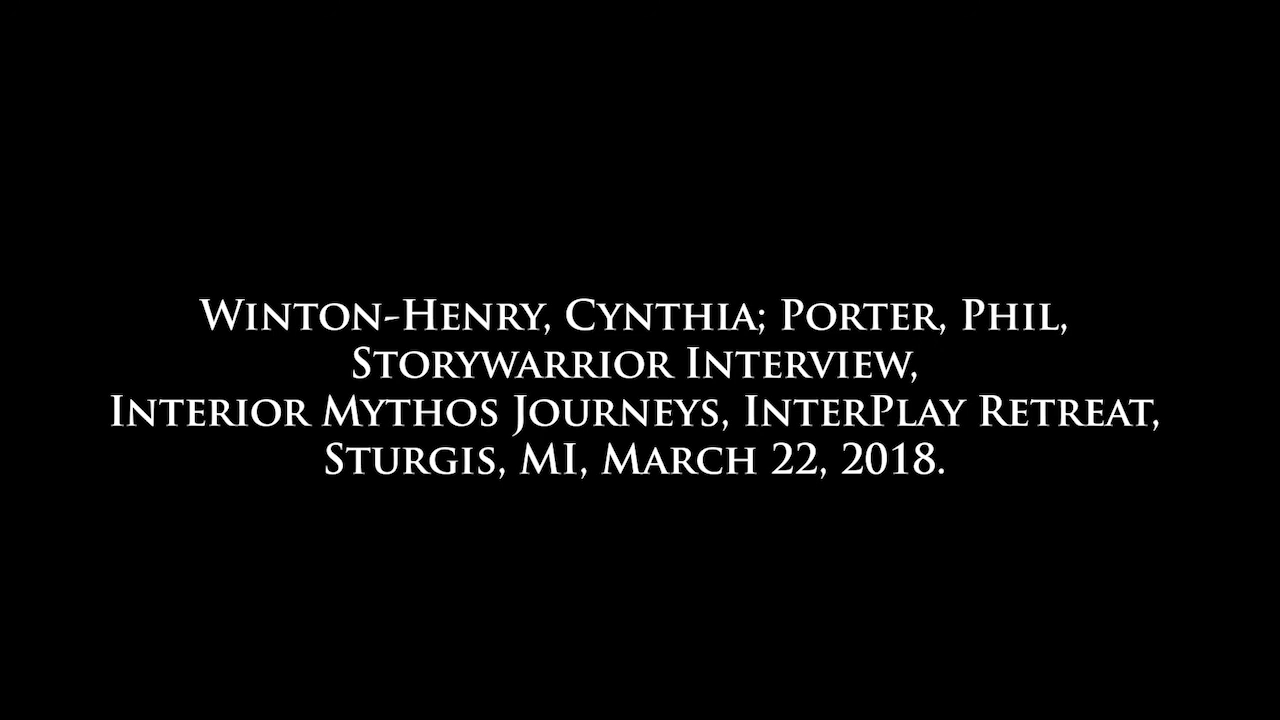 Winton-Henry, Cynthia; Porter, Phil,
Storywarrior Interview,
Interior Mythos Journeys, InterPlay Retreat,
Sturgis, MI, March 22, 2018.